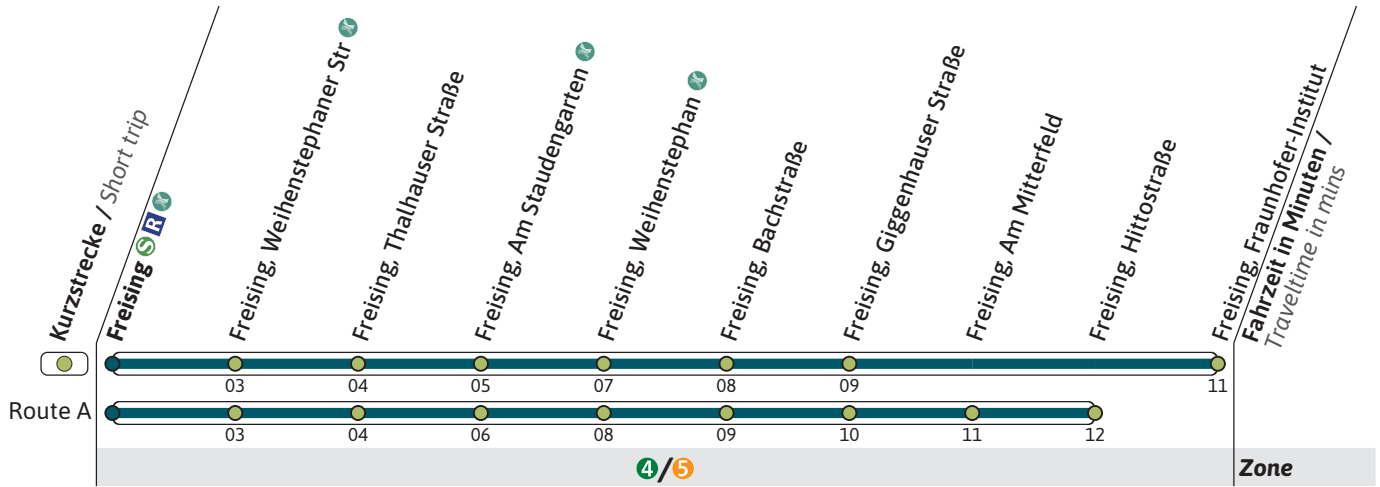 Kurzstrecke / Short trip
Freising S R
Freising, Weihenstephaner Str
Freising, Thalhauser Straße
Freising, Am Staudengarten
Freising, Weihenstephan
Freising, Bachstraße
Freising, Giggenhauser Straße
Freising, Am Mitterfeld
Freising, Hittostraße
Freising, Fraunhofer-Institut
Fahrzeit in Minuten /
Traveltime in mins
03 04 05 07 08 09 11
Route A
03 04 06 08 09 10 11 12
4/5 Zone